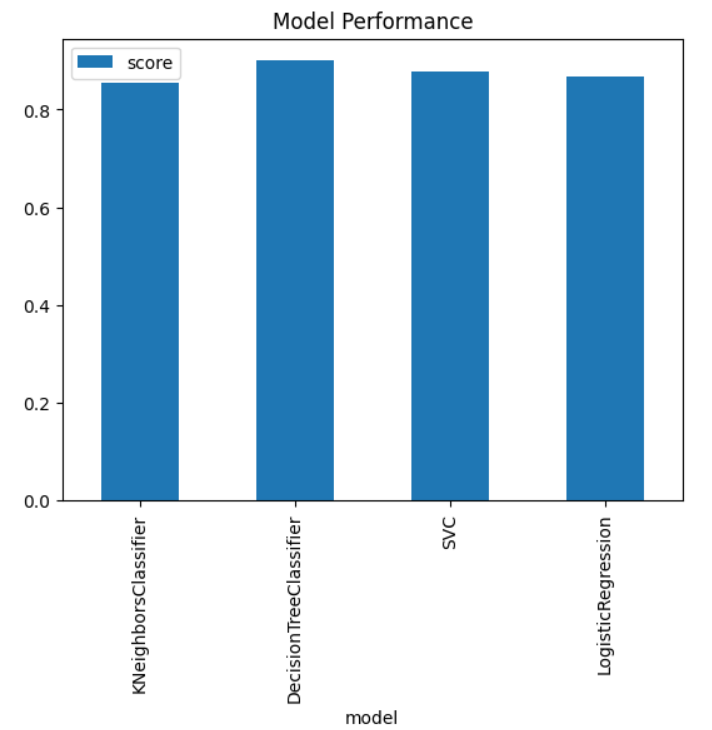 Model Performance
score
0.8
0.6
0.4
0.2
0.0
KNeighborsClassifier
DecisionTreeClassifier
SVC
LogisticRegression
model